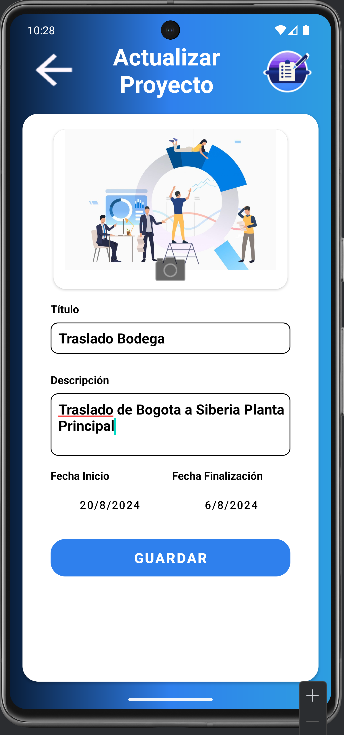 10:28
Actualizar
Proyecto
Título
Traslado Bodega
Descripción
Traslado de Bogota a Siberia Planta
Principal
Fecha Inicio Fecha Finalización
20/8/2024 6/8/2024
GUARDAR